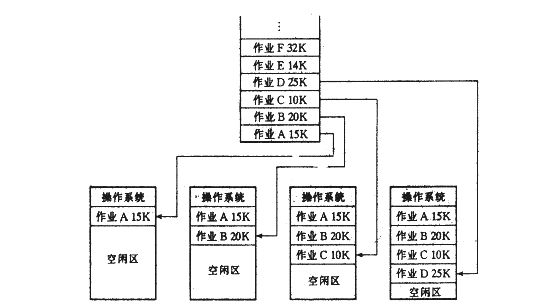 ⋮
作业 F 32K
作业 E 14K
作业 D 25K
作业 C 10K
作业 B 20K
作业 A 15K
操作系统
作业 A 15K
空闲区
操作系统
作业 A 15K
作业 B 20K
空闲区
操作系统
作业 A 15K
作业 B 20K
作业 C 10K
空闲区
操作系统
作业 A 15K
作业 B 20K
作业 C 10K
作业 D 25K
空闲区